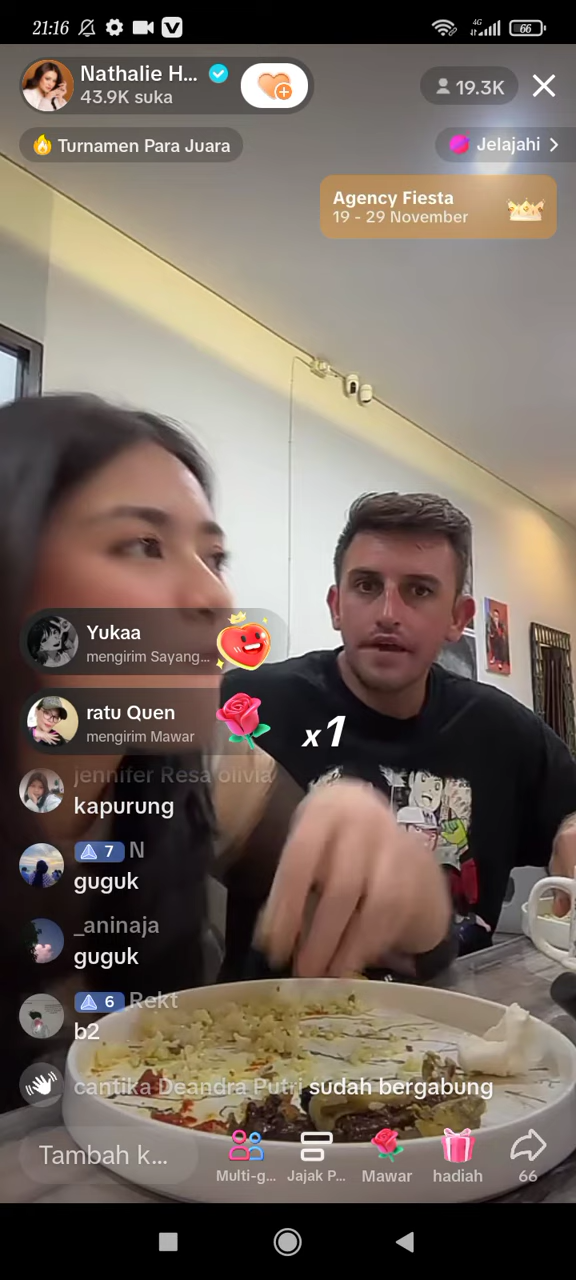 21:16
4G
66
Nathalie H...
43.9K suka
19.3K
Turnamen Para Juara
Jelajahi
Agency Fiesta
19 - 29 November
Yukaa
mengirim Sayang...
ratu Quen
mengirim Mawar
x1
jennifer Resa olivia
kapurung
7 N
guguk
_aninaja
guguk
6 Rekt
b2
cantika Deandra Putri sudah bergabung
Tambah k...
Multi-g...
Jajak P...
Mawar
hadiah
66